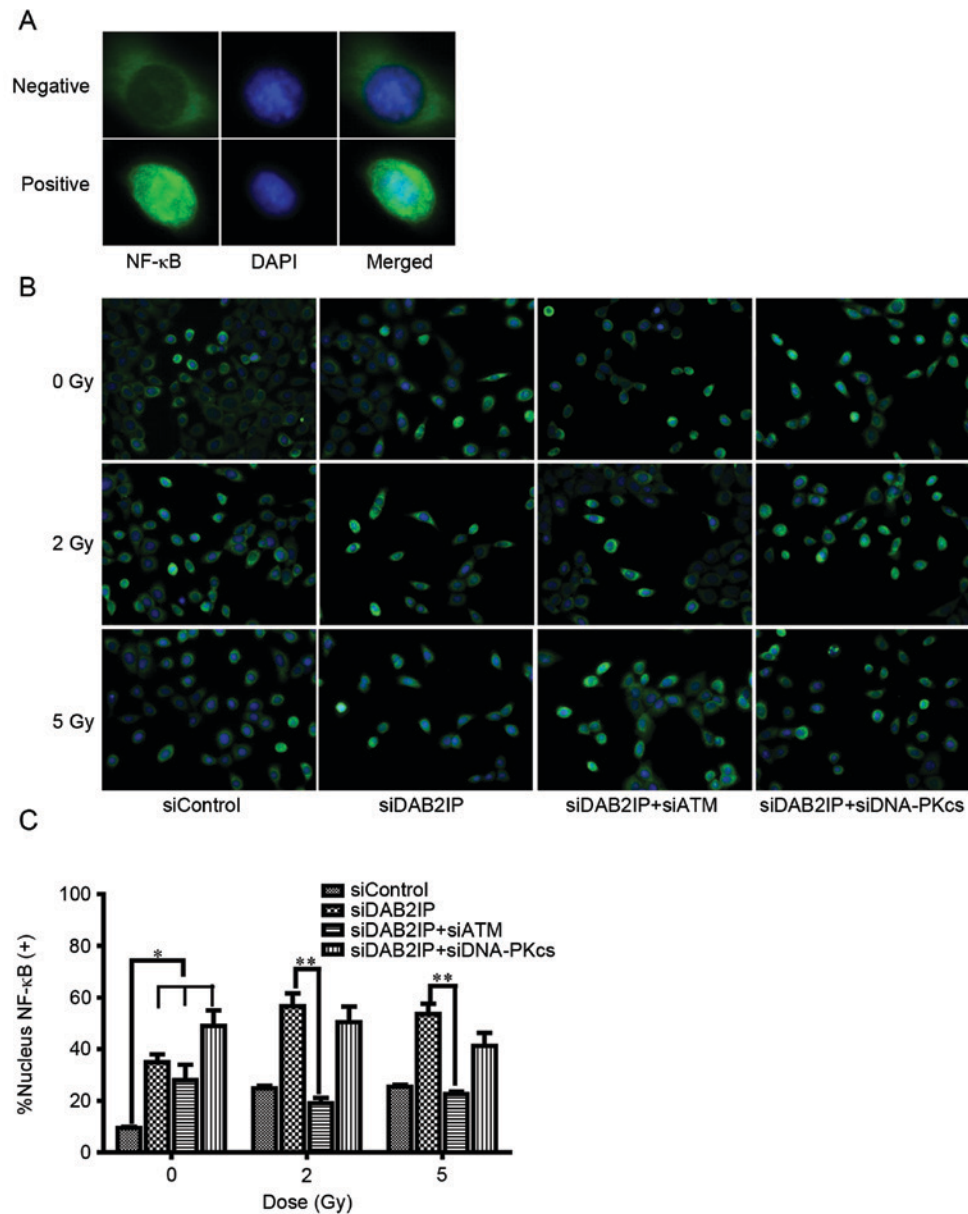 A
Negative
Positive
NF-κB DAPI Merged
B
0 Gy
2 Gy
5 Gy
siControl siDAB2IP siDAB2IP+siATM siDAB2IP+siDNA-PKcs
C
%Nucleus NF-κB (+)
100
80
60
40
20
0
siControl
siDAB2IP
siDAB2IP+siATM
siDAB2IP+siDNA-PKcs
* ** **
0 2 5
Dose (Gy)